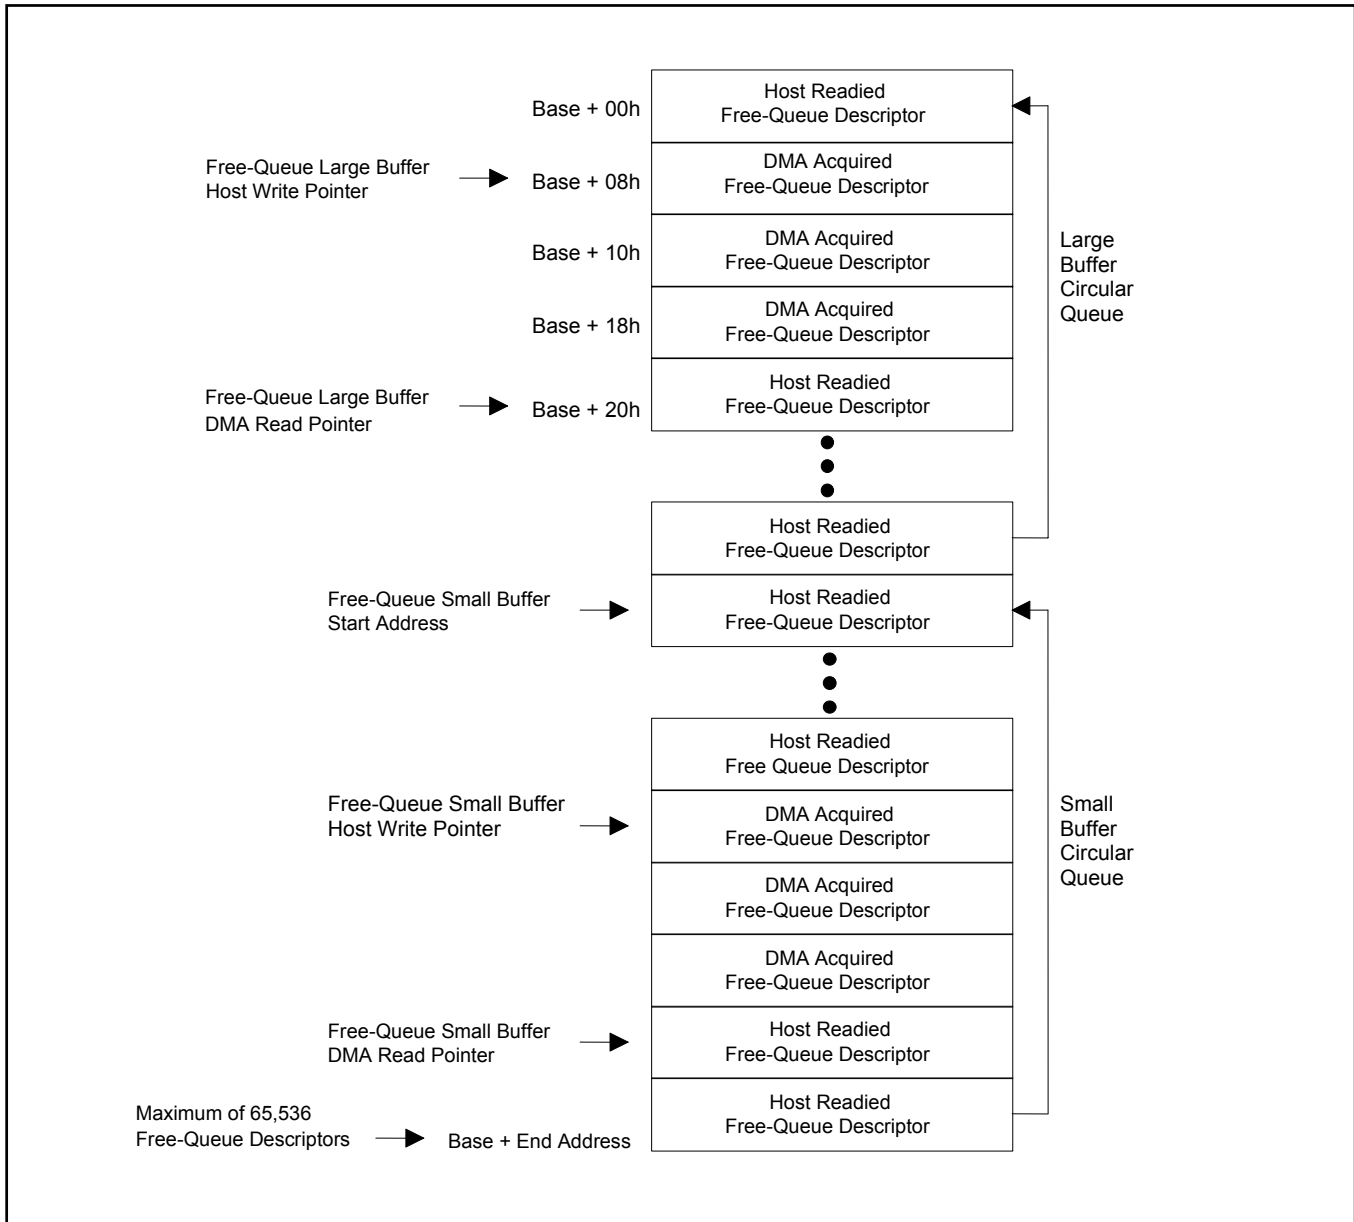 Base + 00h
Host Readied
Free-Queue Descriptor
Free-Queue Large Buffer
Host Write Pointer
Base + 08h
DMA Acquired
Free-Queue Descriptor
Base + 10h
DMA Acquired
Free-Queue Descriptor
Large
Buffer
Circular
Queue
Base + 18h
DMA Acquired
Free-Queue Descriptor
Free-Queue Large Buffer
DMA Read Pointer
Base + 20h
Host Readied
Free-Queue Descriptor
Host Readied
Free-Queue Descriptor
Free-Queue Small Buffer
Start Address
Host Readied
Free-Queue Descriptor
Host Readied
Free Queue Descriptor
Free-Queue Small Buffer
Host Write Pointer
DMA Acquired
Free-Queue Descriptor
Small
Buffer
Circular
Queue
DMA Acquired
Free-Queue Descriptor
DMA Acquired
Free-Queue Descriptor
Free-Queue Small Buffer
DMA Read Pointer
Host Readied
Free-Queue Descriptor
Maximum of 65,536
Free-Queue Descriptors
Base + End Address
Host Readied
Free-Queue Descriptor